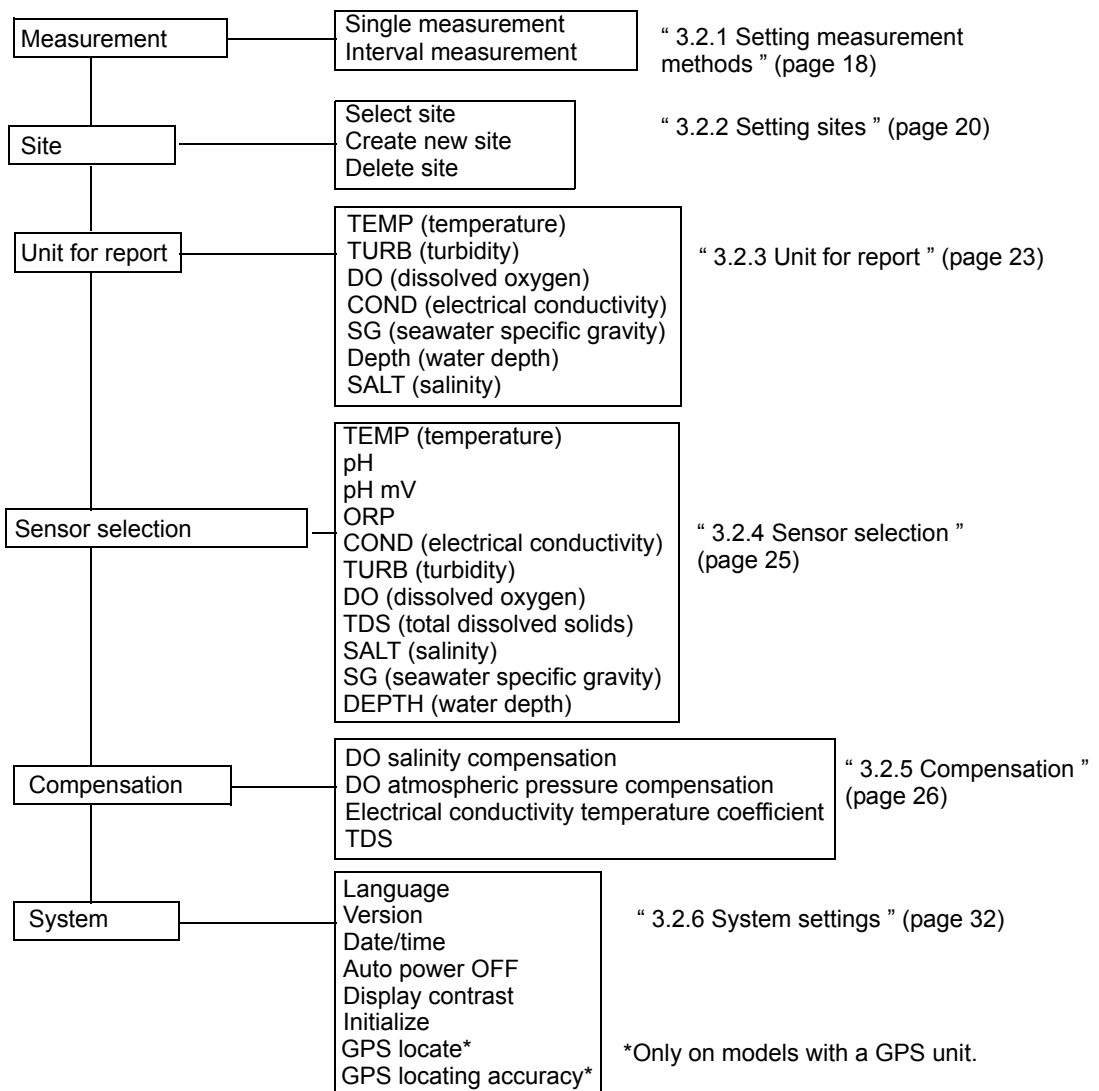 Measurement
Single measurement
Interval measurement
“ 3.2.1 Setting measurement
methods ” (page 18)
Site
Select site
Create new site
Delete site
“ 3.2.2 Setting sites ” (page 20)
Unit for report
TEMP (temperature)
TURB (turbidity)
DO (dissolved oxygen)
COND (electrical conductivity)
SG (seawater specific gravity)
Depth (water depth)
SALT (salinity)
“ 3.2.3 Unit for report ” (page 23)
Sensor selection
TEMP (temperature)
pH
pH mV
ORP
COND (electrical conductivity)
TURB (turbidity)
DO (dissolved oxygen)
TDS (total dissolved solids)
SALT (salinity)
SG (seawater specific gravity)
DEPTH (water depth)
“ 3.2.4 Sensor selection ”
(page 25)
Compensation
DO salinity compensation
DO atmospheric pressure compensation
Electrical conductivity temperature coefficient
TDS
“ 3.2.5 Compensation ”
(page 26)
System
Language
Version
Date/time
Auto power OFF
Display contrast
Initialize
GPS locate*
GPS locating accuracy*
“ 3.2.6 System settings ” (page 32)
*Only on models with a GPS unit.